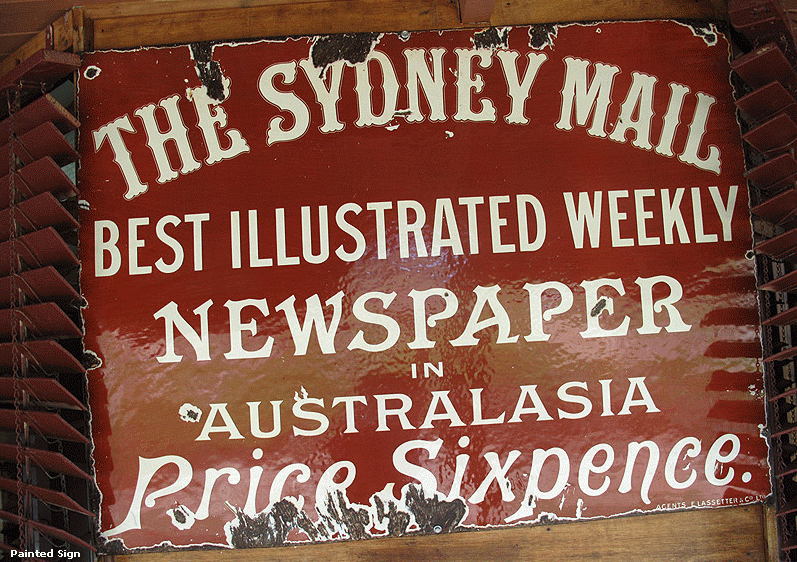 THE SYDNEY MAIL
BEST ILLUSTRATED WEEKLY
NEWSPAPER
IN
AUSTRALASIA
Price Sixpence.
AGENTS, F. LASSETTER & CO. LTD
Painted Sign